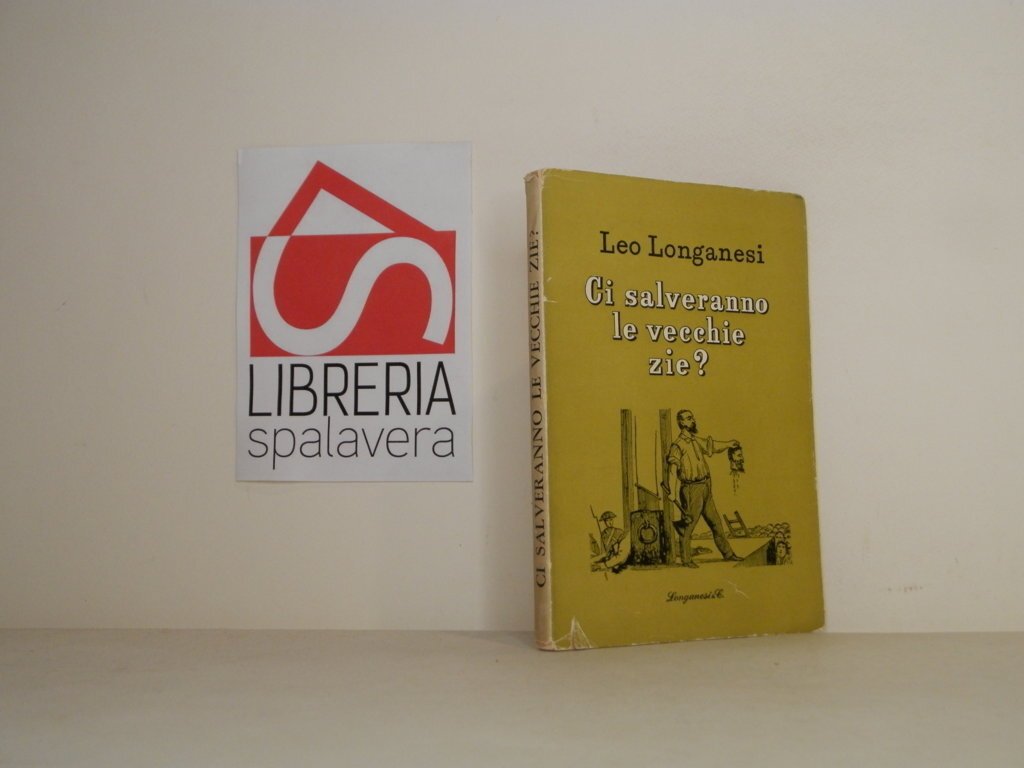 LIBRERIA
spalavera
CI SALVERANNO LE VECCHIE ZIE?
Leo Longanesi
Ci salveranno
le vecchie
zie?
Longanesi & C.